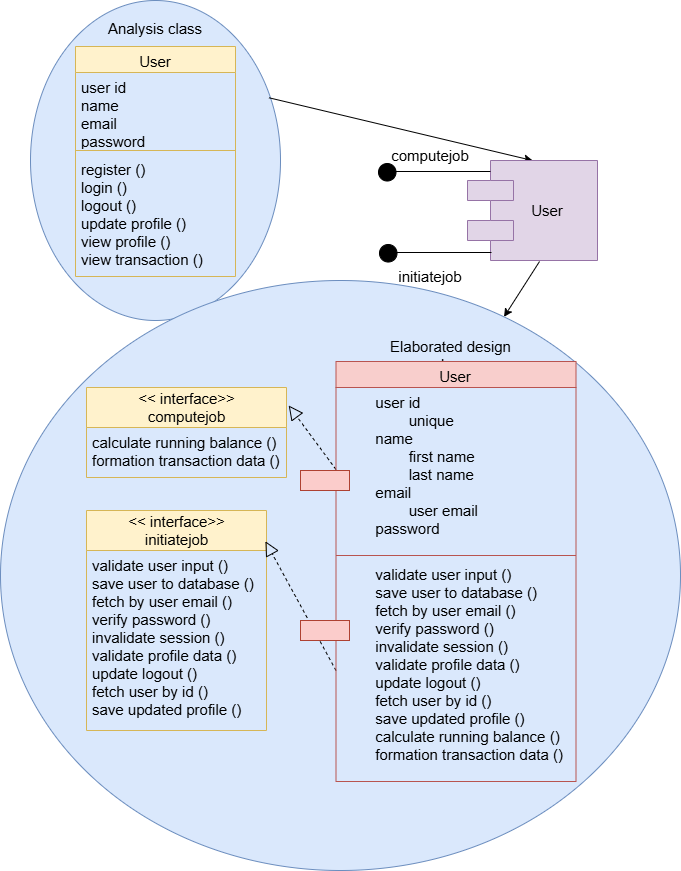 Analysis class
User
user id
name
email
password
register ()
login ()
logout ()
update profile ()
view profile ()
view transaction ()
computejob
User
initiatejob
Elaborated design
User
user id
unique
name
first name
last name
email
user email
password
validate user input ()
save user to database ()
fetch by user email ()
verify password ()
invalidate session ()
validate profile data ()
update logout ()
fetch user by id ()
save updated profile ()
calculate running balance ()
formation transaction data ()
<< interface>>
computejob
calculate running balance ()
formation transaction data ()
<< interface>>
initiatejob
validate user input ()
save user to database ()
fetch by user email ()
verify password ()
invalidate session ()
validate profile data ()
update logout ()
fetch user by id ()
save updated profile ()